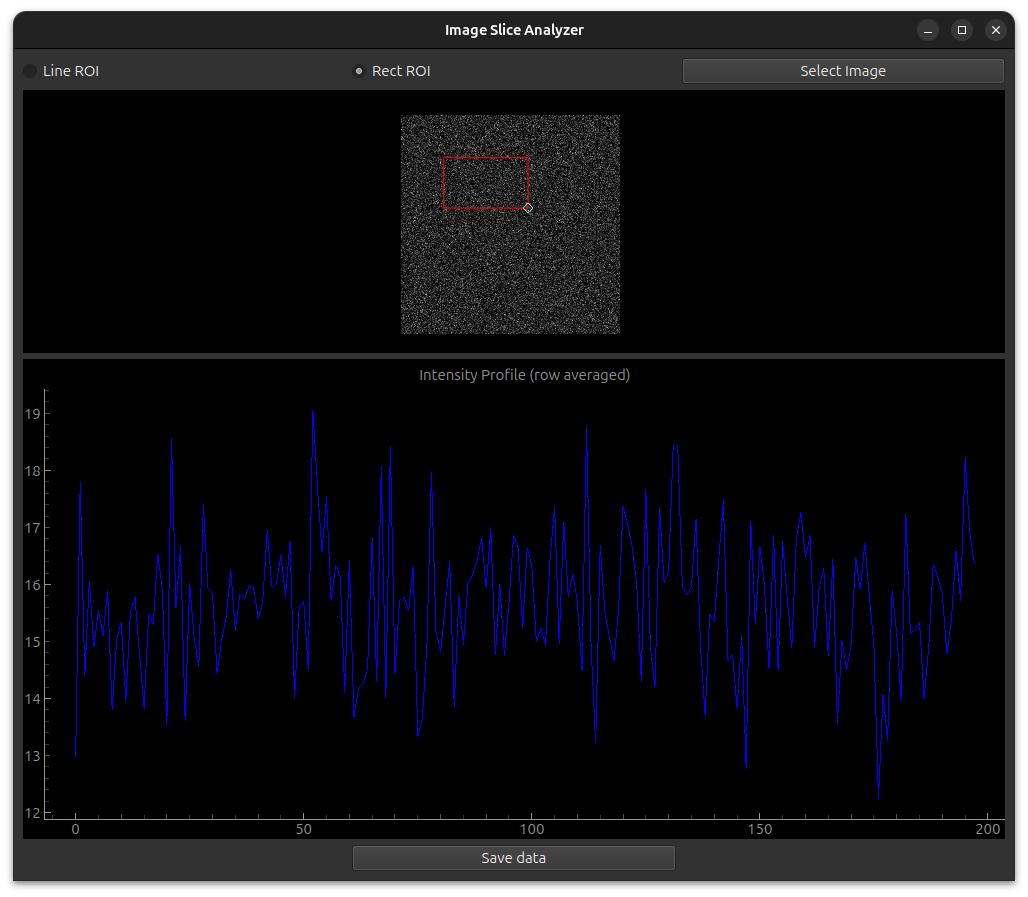 Image Slice Analyzer
Line ROI
Rect ROI
Select Image
Intensity Profile (row averaged)
19
18
17
16
15
14
13
12
0 50 100 150 200
Save data